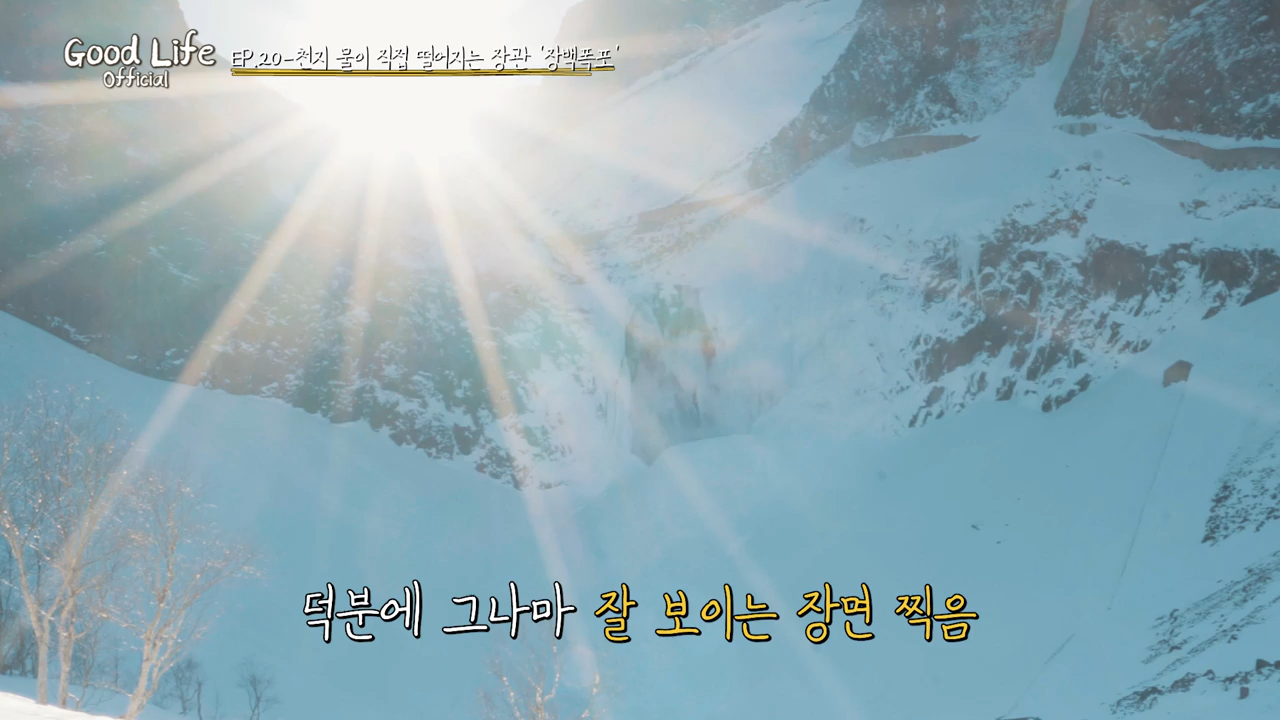 Good Life
Official
EP.20-천지 물이 직접 떨어지는 장관 '장백폭포'
덕분에 그나마 잘 보이는 장면 찍음